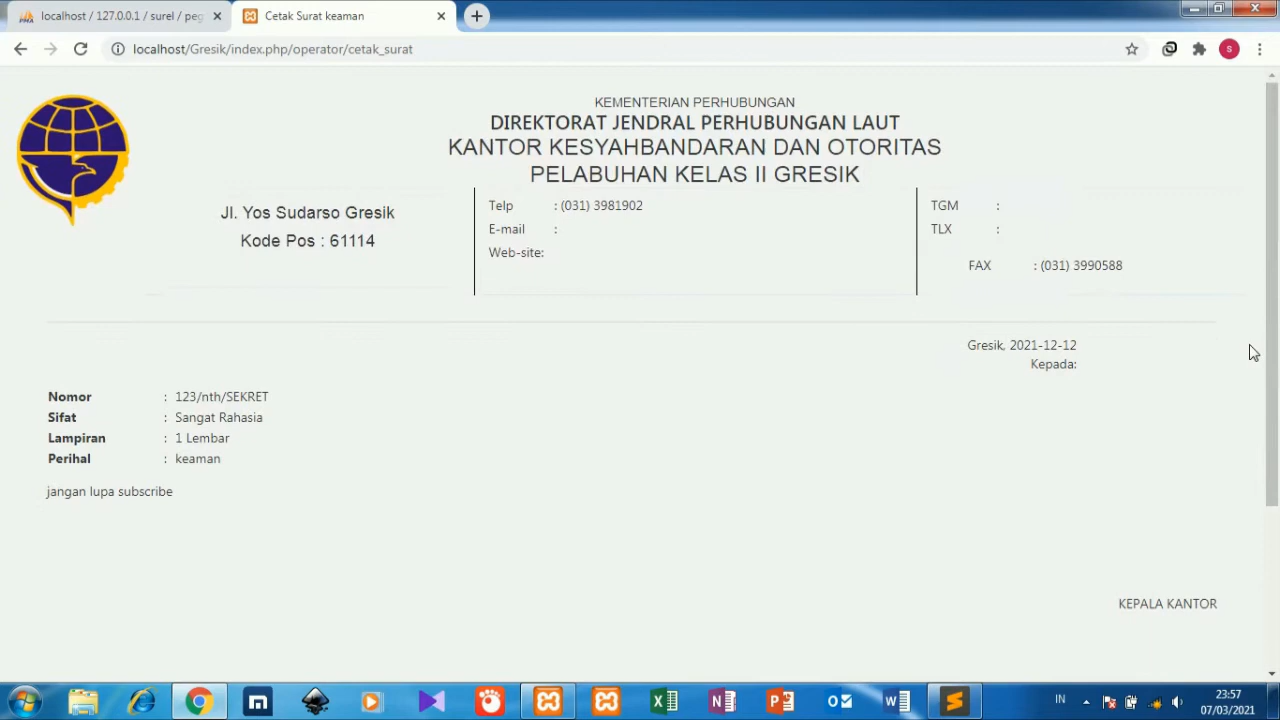 localhost / 127.0.0.1 / surel / peg
Cetak Surat keaman
localhost/Gresik/index.php/operator/cetak_surat
S
KEMENTERIAN PERHUBUNGAN
DIREKTORAT JENDRAL PERHUBUNGAN LAUT
KANTOR KESYAHBANDARAN DAN OTORITAS
PELABUHAN KELAS II GRESIK
Jl. Yos Sudarso Gresik
Kode Pos : 61114
Telp : (031) 3981902
E-mail :
Web-site:
TGM :
TLX :
FAX : (031) 3990588
Gresik, 2021-12-12
Kepada:
Nomor : 123/nth/SEKRET
Sifat : Sangat Rahasia
Lampiran : 1 Lembar
Perihal : keaman
jangan lupa subscribe
KEPALA KANTOR
IN
23:57
07/03/2021